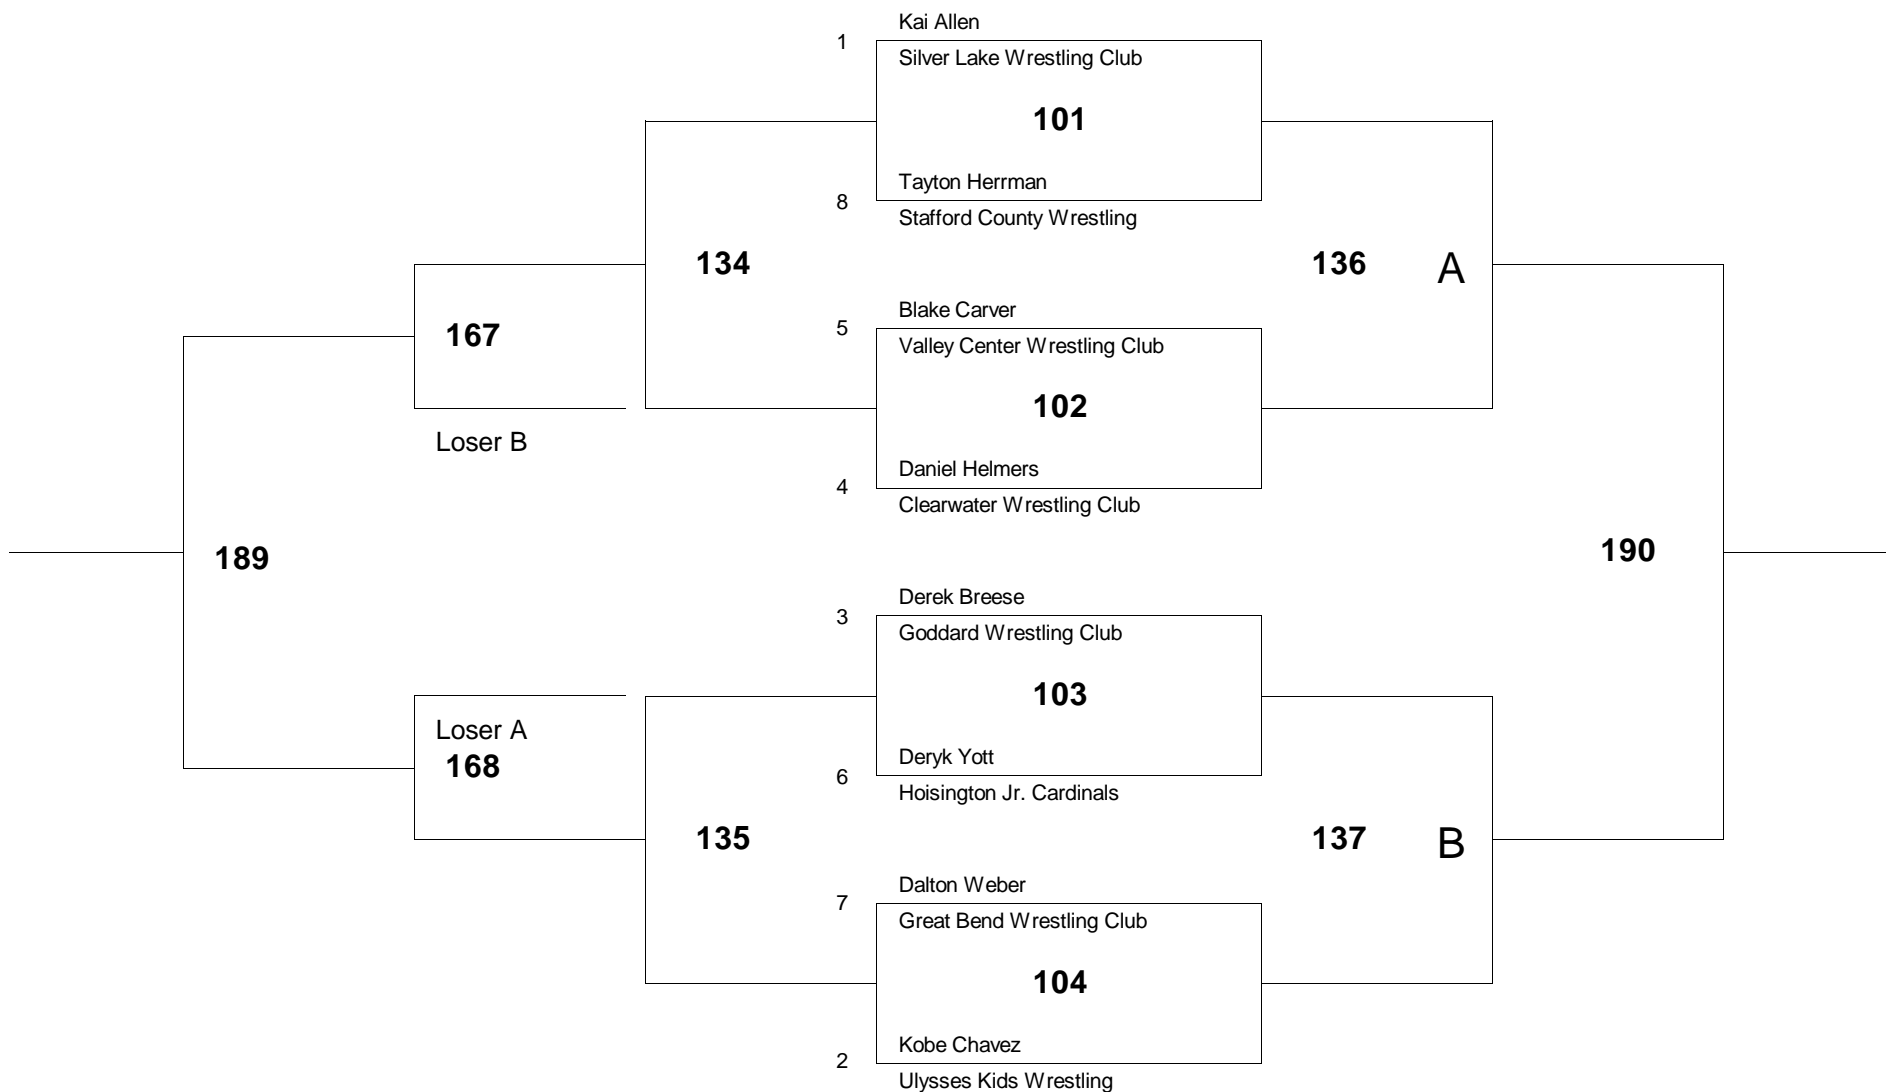 Kai Allen
1
Silver Lake Wrestling Club
101
Tayton Herrman
8
Stafford County Wrestling
134
136 A
Blake Carver
5
Valley Center Wrestling Club
167
102
Loser B
Daniel Helmers
4
Clearwater Wrestling Club
189
190
Derek Breese
3
Goddard Wrestling Club
103
Loser A
Deryk Yott
168
6
Hoisington Jr. Cardinals
135
137 B
Dalton Weber
7
Great Bend Wrestling Club
104
Kobe Chavez
2
Ulysses Kids Wrestling